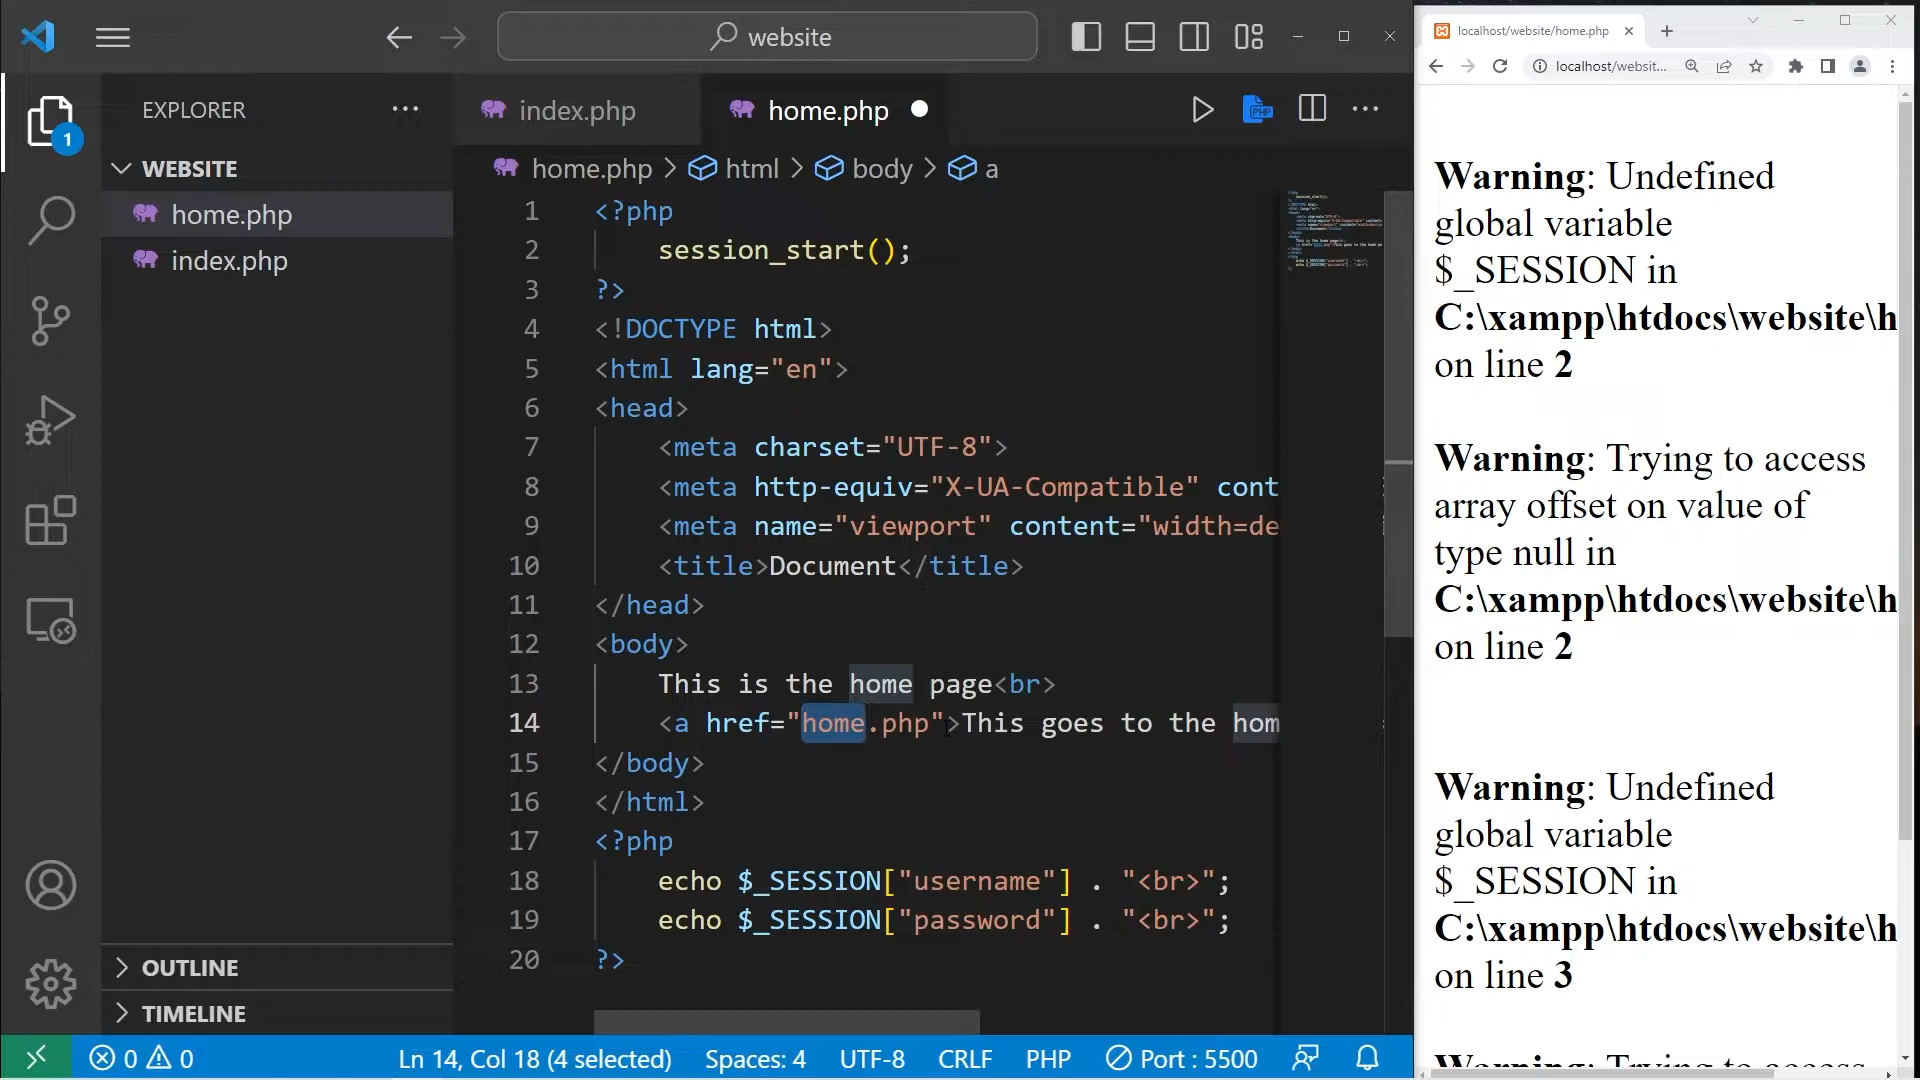 website
EXPLORER
1
WEBSITE
home.php
index.php
OUTLINE
TIMELINE
index.php
home.php
PHP
home.php > html > body > a
1 <?php
2 session_start();
3 ?>
4 <!DOCTYPE html>
5 <html lang="en">
6 <head>
7 <meta charset="UTF-8">
8 <meta http-equiv="X-UA-Compatible" cont
9 <meta name="viewport" content="width=de
10 <title>Document</title>
11 </head>
12 <body>
13 This is the home page<br>
14 <a href="home.php">This goes to the hom
15 </body>
16 </html>
17 <?php
18 echo $_SESSION["username"] . "<br>";
19 echo $_SESSION["password"] . "<br>";
20 ?>
0 0
Ln 14, Col 18 (4 selected)
Spaces: 4
UTF-8
CRLF
PHP
Port : 5500
localhost/website/home.php
localhost/websit...
Warning: Undefined
global variable
$_SESSION in
C:\xampp\htdocs\website\h
on line 2
Warning: Trying to access
array offset on value of
type null in
C:\xampp\htdocs\website\h
on line 2
Warning: Undefined
global variable
$_SESSION in
C:\xampp\htdocs\website\h
on line 3
Warning: Trying to access